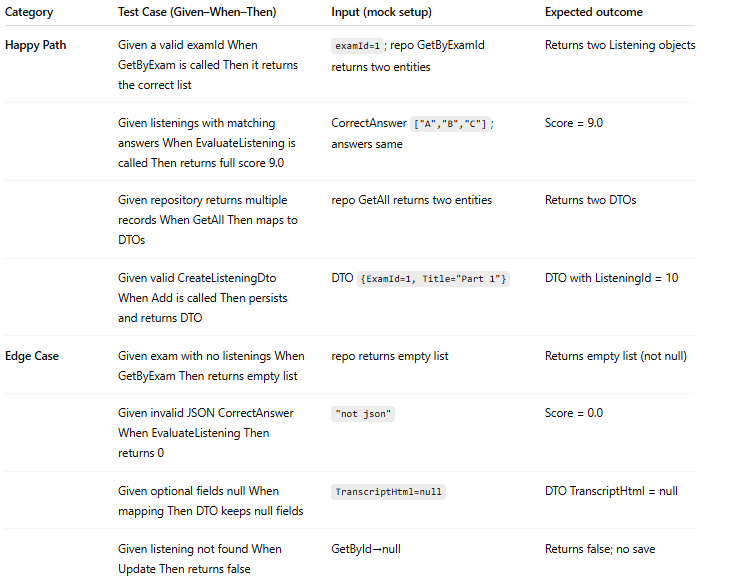 Category Test Case (Given–When–Then) Input (mock setup) Expected outcome
Happy Path Given a valid examId When examId=1 ; repo GetByExamId Returns two Listening objects
GetByExam is called Then it returns returns two entities
the correct list
Given listenings with matching CorrectAnswer ["A","B","C"] ; Score = 9.0
answers When EvaluateListening is answers same
called Then returns full score 9.0
Given repository returns multiple repo GetAll returns two entities Returns two DTOs
records When GetAll Then maps to
DTOs
Given valid CreateListeningDto DTO {ExamId=1, Title="Part 1"} DTO with ListeningId = 10
When Add is called Then persists
and returns DTO
Edge Case Given exam with no listenings When repo returns empty list Returns empty list (not null)
GetByExam Then returns empty list
Given invalid JSON CorrectAnswer "not json" Score = 0.0
When EvaluateListening Then
returns 0
Given optional fields null When TranscriptHtml=null DTO TranscriptHtml = null
mapping Then DTO keeps null fields
Given listening not found When GetById→null Returns false; no save
Update Then returns false